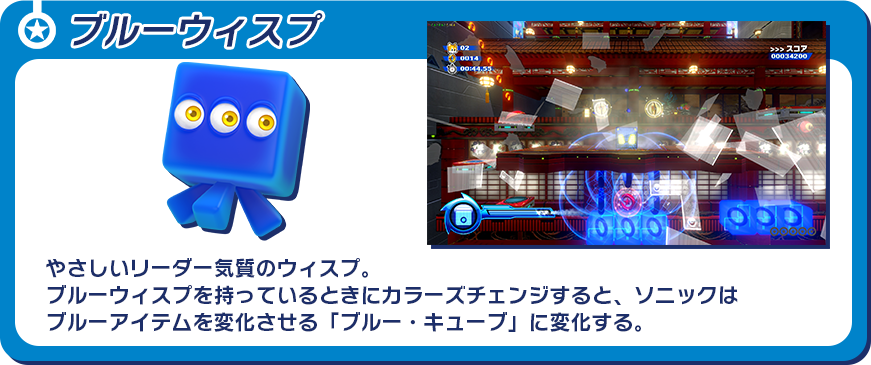 ブルーウィスプ
02
0014
00:44.55
>>> スコア
00034200
やさしいリーダー気質のウィスプ。
ブルーウィスプを持っているときにカラーズチェンジすると、ソニックは
ブルーアイテムを変化させる「ブルー・キューブ」に変化する。